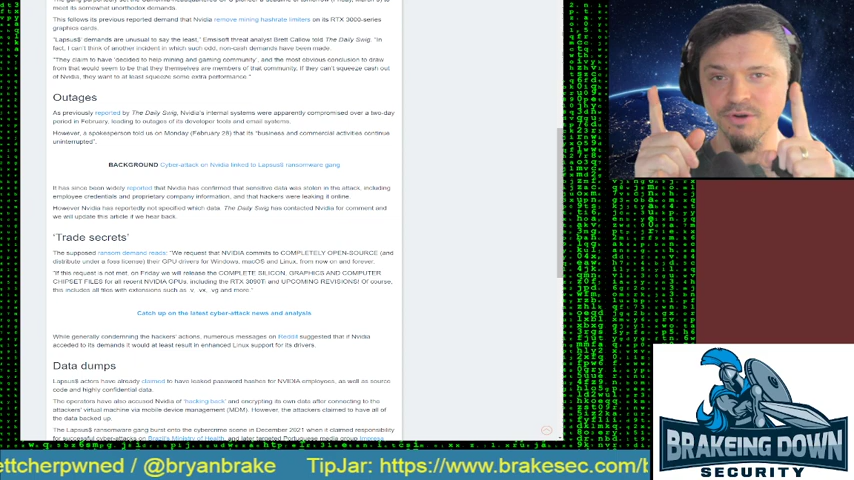 meet its somewhat unorthodox demands.
This follows its previous reported demand that Nvidia remove mining hashrate limiters on its RTX 3000-series
graphics cards.
"Lapsus$' demands are unusual to say the least," Emsisoft threat analyst Brett Callow told The Daily Swig. "In
fact, I can't think of another incident in which such odd, non-cash demands have been made.
"They claim to have 'decided to help mining and gaming community', and the most obvious conclusion to draw
from that would seem to be that they themselves are members of that community. If they can't squeeze cash out
of Nvidia, they want to at least squeeze some extra performance."
Outages
As previously reported by The Daily Swig, Nvidia's internal systems were apparently compromised over a two-day
period in February, leading to outages of its developer tools and email systems.
However, a spokesperson told us on Monday (February 28) that its "business and commercial activities continue
uninterrupted".
BACKGROUND Cyber-attack on Nvidia linked to Lapsus$ ransomware gang
It has since been widely reported that Nvidia has confirmed that sensitive data was stolen in the attack, including
employee credentials and proprietary company information, and that hackers were leaking it online.
However Nvidia has reportedly not specified which data. The Daily Swig has contacted Nvidia for comment and
we will update this article if we hear back.
'Trade secrets'
The supposed ransom demand reads: "We request that NVIDIA commits to COMPLETELY OPEN-SOURCE (and
distribute under a foss license) their GPU drivers for Windows, macOS and Linux, from now on and forever.
"If this request is not met, on Friday we will release the COMPLETE SILICON, GRAPHICS AND COMPUTER
CHIPSET FILES for all recent NVIDIA GPUs, including the RTX 3090TI and UPCOMING REVISIONS! Of course,
this includes all files with extensions such as .v, .vx, .vg and more."
Catch up on the latest cyber-attack news and analysis
While generally condemning the hackers' actions, numerous messages on Reddit suggested that if Nvidia
acceded to its demands it would at least result in enhanced Linux support for its drivers.
Data dumps
Lapsus$ actors have already claimed to have leaked password hashes for NVIDIA employees, as well as source
code and highly confidential data.
The operators have also accused Nvidia of 'hacking back' and encrypting its own data after connecting to the
attackers' virtual machine via mobile device management (MDM). However, the attackers claimed to have all of
the data backed up.
The Lapsus$ ransomware gang burst onto the cybercrime scene in December 2021 when it claimed responsibility
for successful cyber-attacks on Brazil's Ministry of Health, and later targeted Portuguese media group Impresa
BRAKEING DOWN
SECURITY
ettcherpwned / @bryanbrake TipJar: https://www.brakesec.com/b